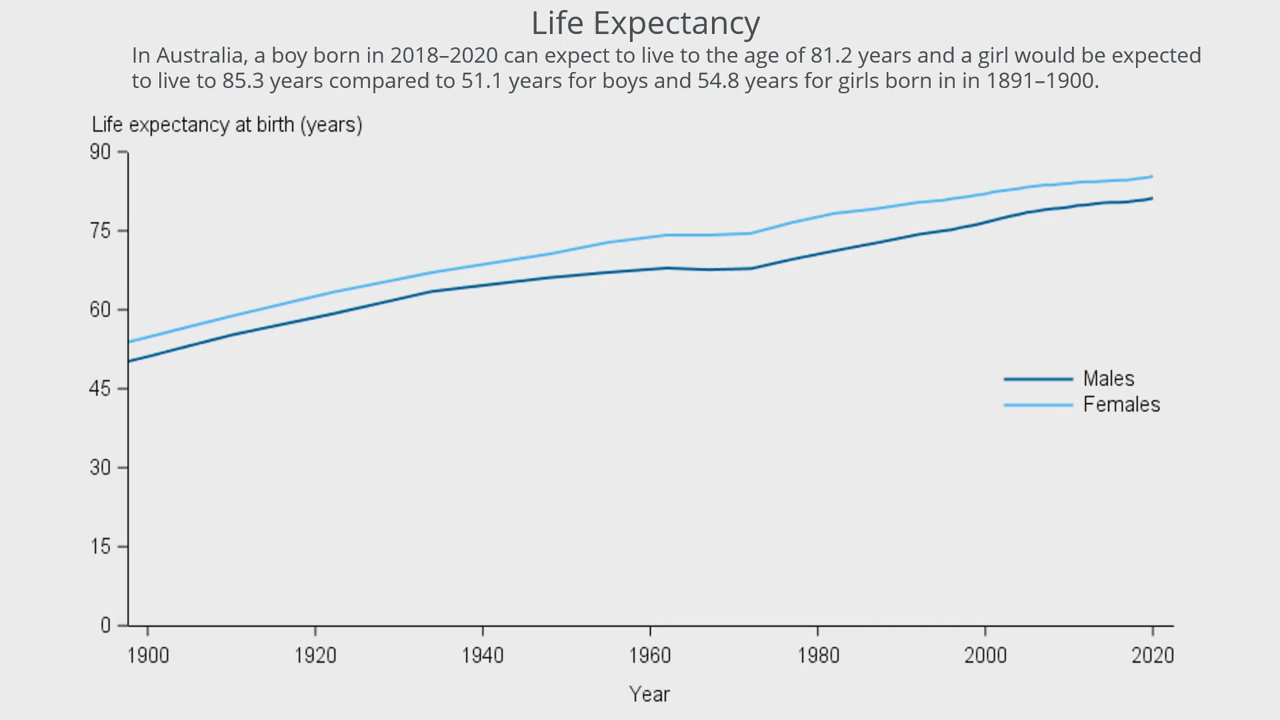 Life Expectancy
In Australia, a boy born in 2018–2020 can expect to live to the age of 81.2 years and a girl would be expected
to live to 85.3 years compared to 51.1 years for boys and 54.8 years for girls born in in 1891–1900.
Life expectancy at birth (years)
90
75
60
45
30
15
0
Males
Females
1900 1920 1940 1960 1980 2000 2020
Year